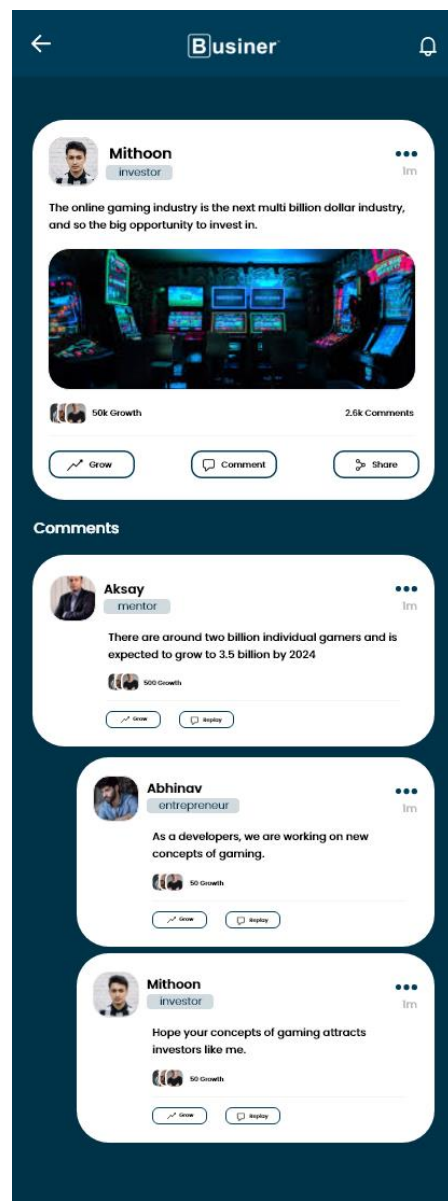 Businer
Mithoon
investor
1m
The online gaming industry is the next multi billion dollar industry,
and so the big opportunity to invest in.
50k Growth
2.6k Comments
Grow
Comment
Share
Comments
Aksay
mentor
1m
There are around two billion individual gamers and is
expected to grow to 3.5 billion by 2024
500 Growth
Grow
Replay
Abhinav
entrepreneur
1m
As a developers, we are working on new
concepts of gaming.
50 Growth
Grow
Replay
Mithoon
investor
1m
Hope your concepts of gaming attracts
investors like me.
50 Growth
Grow
Replay